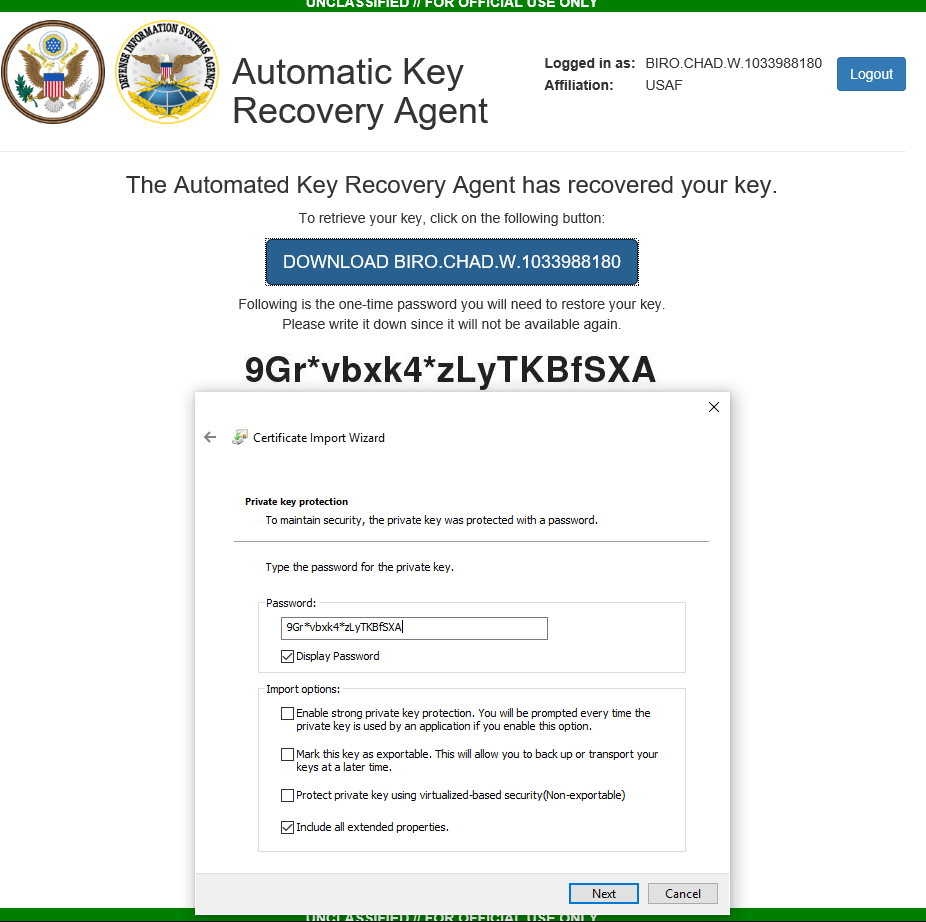 UNCLASSIFIED // FOR OFFICIAL USE ONLY
DEFENSE INFORMATION SYSTEMS AGENCY
Automatic Key
Recovery Agent
Logged in as: BIRO.CHAD.W.1033988180
Affiliation: USAF
Logout
The Automated Key Recovery Agent has recovered your key.
To retrieve your key, click on the following button:
DOWNLOAD BIRO.CHAD.W.1033988180
Following is the one-time password you will need to restore your key.
Please write it down since it will not be available again.
9Gr*vbxk4*zLyTKBfSXA
Certificate Import Wizard
Private key protection
To maintain security, the private key was protected with a password.
Type the password for the private key.
Password:
9Gr*vbxk4*zLyTKBfSXA
Display Password
Import options:
Enable strong private key protection. You will be prompted every time the
private key is used by an application if you enable this option.
Mark this key as exportable. This will allow you to back up or transport your
keys at a later time.
Protect private key using virtualized-based security(Non-exportable)
Include all extended properties.
Next
Cancel
UNCLASSIFIED // FOR OFFICIAL USE ONLY